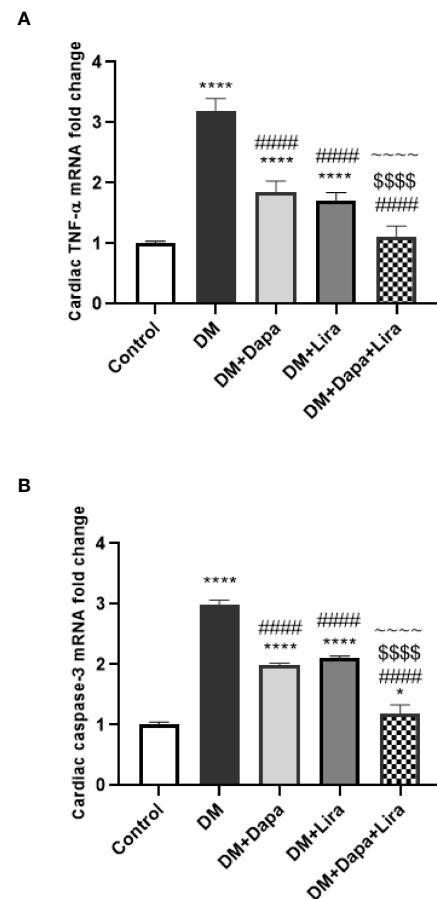 A
Cardiac TNF-α mRNA fold change
4
3
2
1
0
****
####
****
####
****
~~~~
$$$$
####
Control
DM
DM+Dapa
DM+Lira
DM+Dapa+Lira
B
Cardiac caspase-3 mRNA fold change
4
3
2
1
0
****
####
****
####
****
~~~~
$$$$
####
*
Control
DM
DM+Dapa
DM+Lira
DM+Dapa+Lira